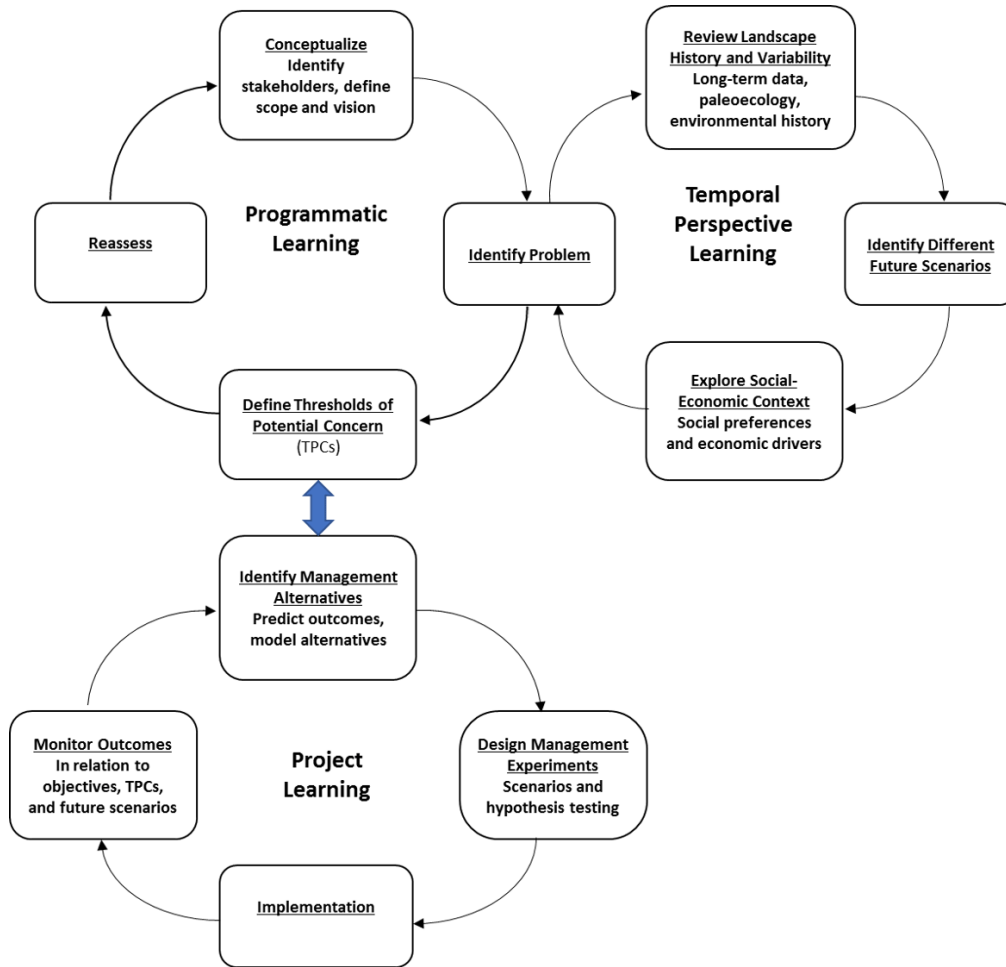 Conceptualize
Identify
stakeholders, define
scope and vision
Review Landscape
History and Variability
Long-term data,
paleoecology,
environmental history
Programmatic
Learning
Temporal
Perspective
Learning
Reassess
Identify Problem
Identify Different
Future Scenarios
Define Thresholds of
Potential Concern
(TPCs)
Explore Social-
Economic Context
Social preferences
and economic drivers
Identify Management
Alternatives
Predict outcomes,
model alternatives
Monitor Outcomes
In relation to
objectives, TPCs,
and future scenarios
Project
Learning
Design Management
Experiments
Scenarios and
hypothesis testing
Implementation